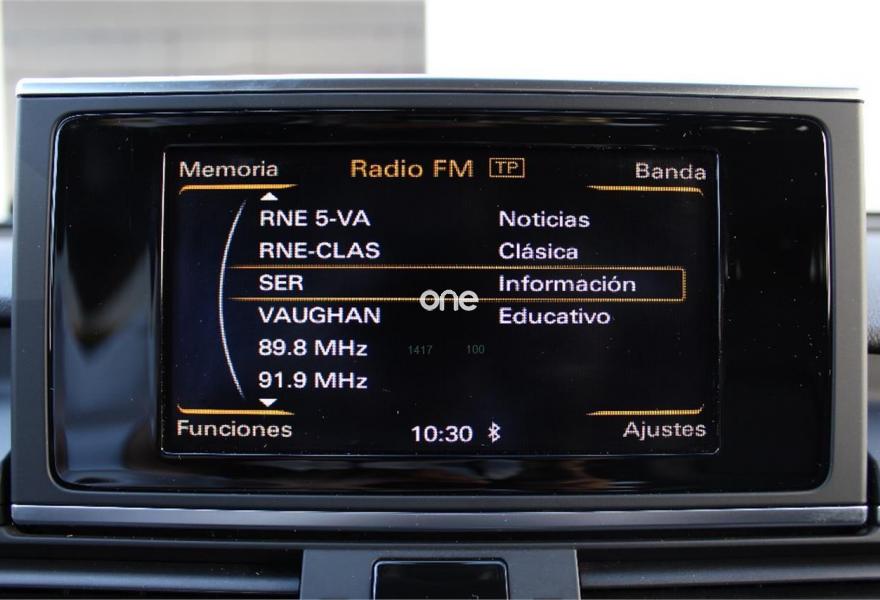 Memoria Radio FM TP Banda
RNE 5-VA Noticias
RNE-CLAS Clásica
SER Información
one
VAUGHAN Educativo
89.8 MHz 1417 100
91.9 MHz
Funciones 10:30 Ajustes